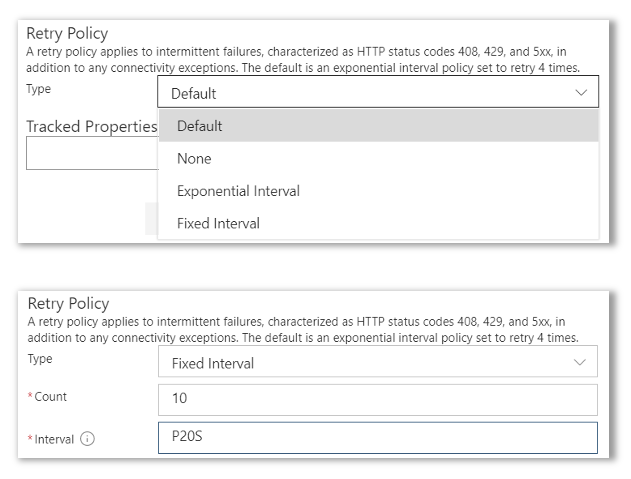 Retry Policy
A retry policy applies to intermittent failures, characterized as HTTP status codes 408, 429, and 5xx, in
addition to any connectivity exceptions. The default is an exponential interval policy set to retry 4 times.
Type
Default
Tracked Properties
Default
None
Exponential Interval
Fixed Interval
Retry Policy
A retry policy applies to intermittent failures, characterized as HTTP status codes 408, 429, and 5xx, in
addition to any connectivity exceptions. The default is an exponential interval policy set to retry 4 times.
Type
Fixed Interval
*Count
10
*Interval
P20S